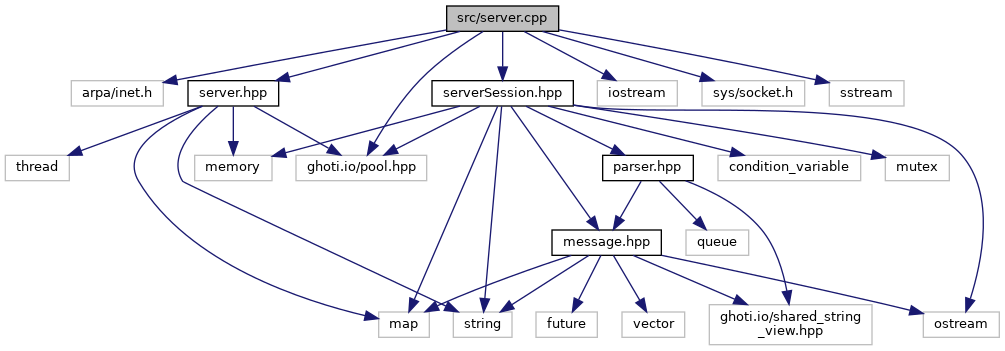 src/server.cpp
arpa/inet.h
server.hpp
serverSession.hpp
iostream
sys/socket.h
sstream
thread
memory
ghoti.io/pool.hpp
parser.hpp
condition_variable
mutex
message.hpp
queue
map
string
future
vector
ghoti.io/shared_string
_view.hpp
ostream